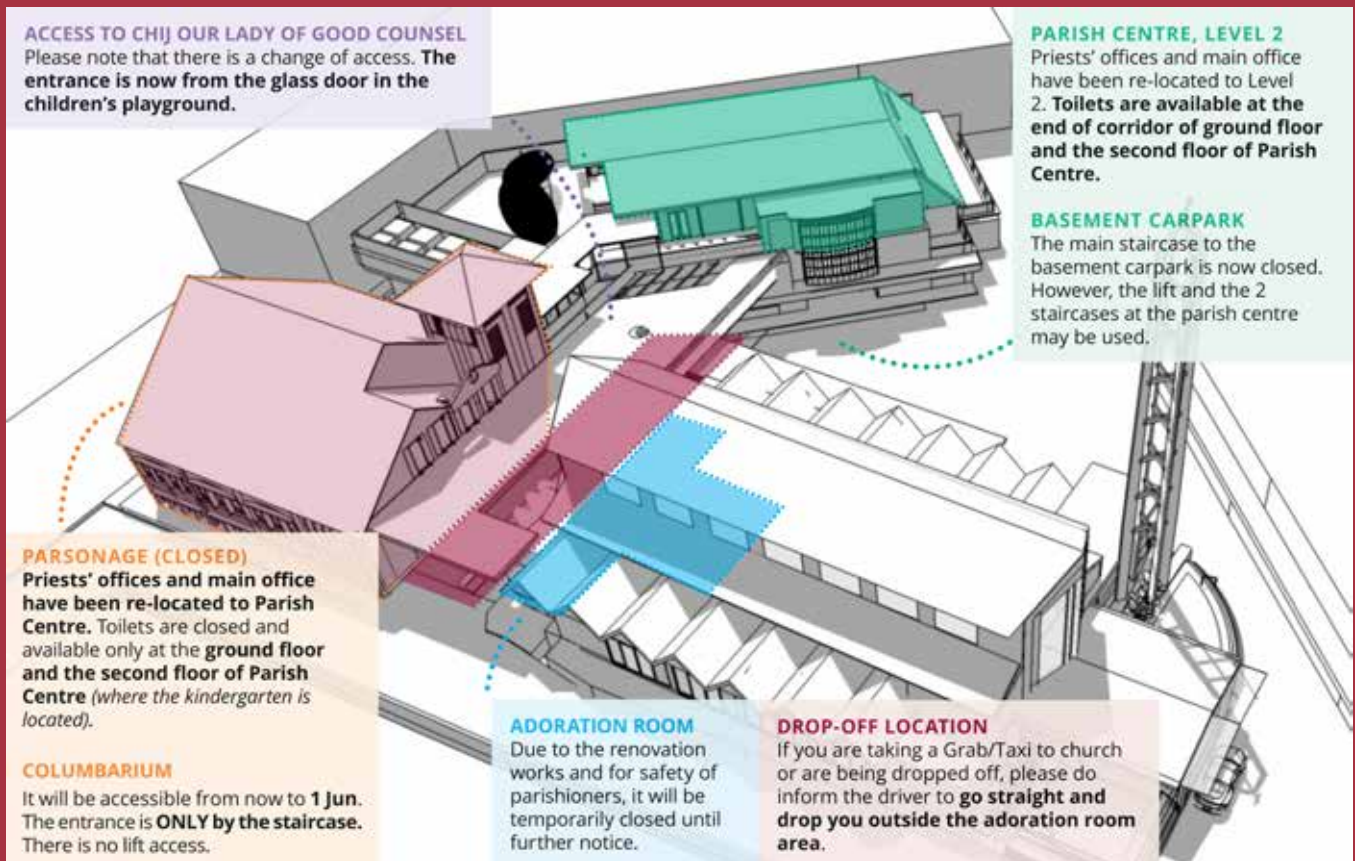 ACCESS TO CHIJ OUR LADY OF GOOD COUNSEL
Please note that there is a change of access. The
entrance is now from the glass door in the
children's playground.
PARISH CENTRE, LEVEL 2
Priests' offices and main office
have been re-located to Level
2. Toilets are available at the
end of corridor of ground floor
and the second floor of Parish
Centre.
BASEMENT CARPARK
The main staircase to the
basement carpark is now closed.
However, the lift and the 2
staircases at the parish centre
may be used.
PARSONAGE (CLOSED)
Priests' offices and main office
have been re-located to Parish
Centre. Toilets are closed and
available only at the ground floor
and the second floor of Parish
Centre (where the kindergarten is
located).
COLUMBARIUM
It will be accessible from now to 1 Jun.
The entrance is ONLY by the staircase.
There is no lift access.
ADORATION ROOM
Due to the renovation
works and for safety of
parishioners, it will be
temporarily closed until
further notice.
DROP-OFF LOCATION
If you are taking a Grab/Taxi to church
or are being dropped off, please do
inform the driver to go straight and
drop you outside the adoration room
area.